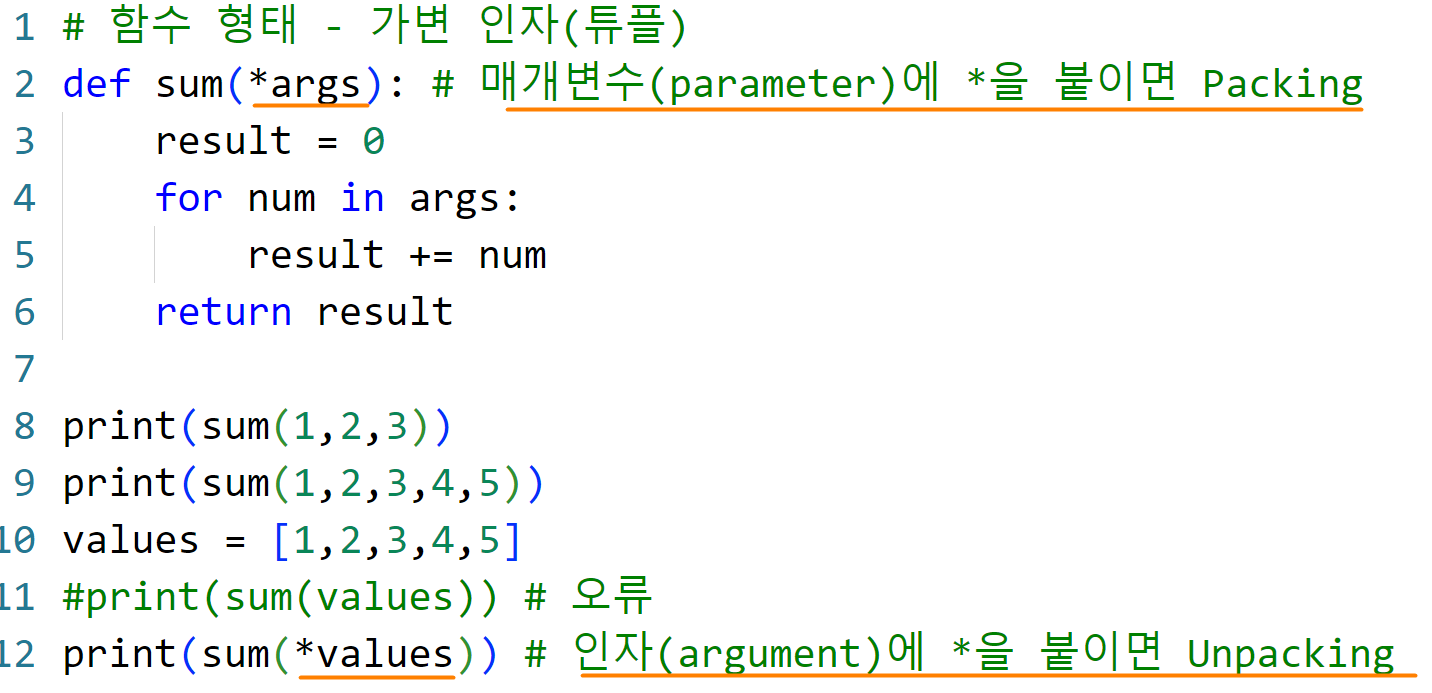 1 # 함수 형태 - 가변 인자(튜플)
2 def sum(*args): # 매개변수(parameter)에 *을 붙이면 Packing
3     result = 0
4     for num in args:
5         result += num
6     return result
7
8 print(sum(1,2,3))
9 print(sum(1,2,3,4,5))
10 values = [1,2,3,4,5]
11 #print(sum(values)) # 오류
12 print(sum(*values)) # 인자(argument)에 *을 붙이면 Unpacking